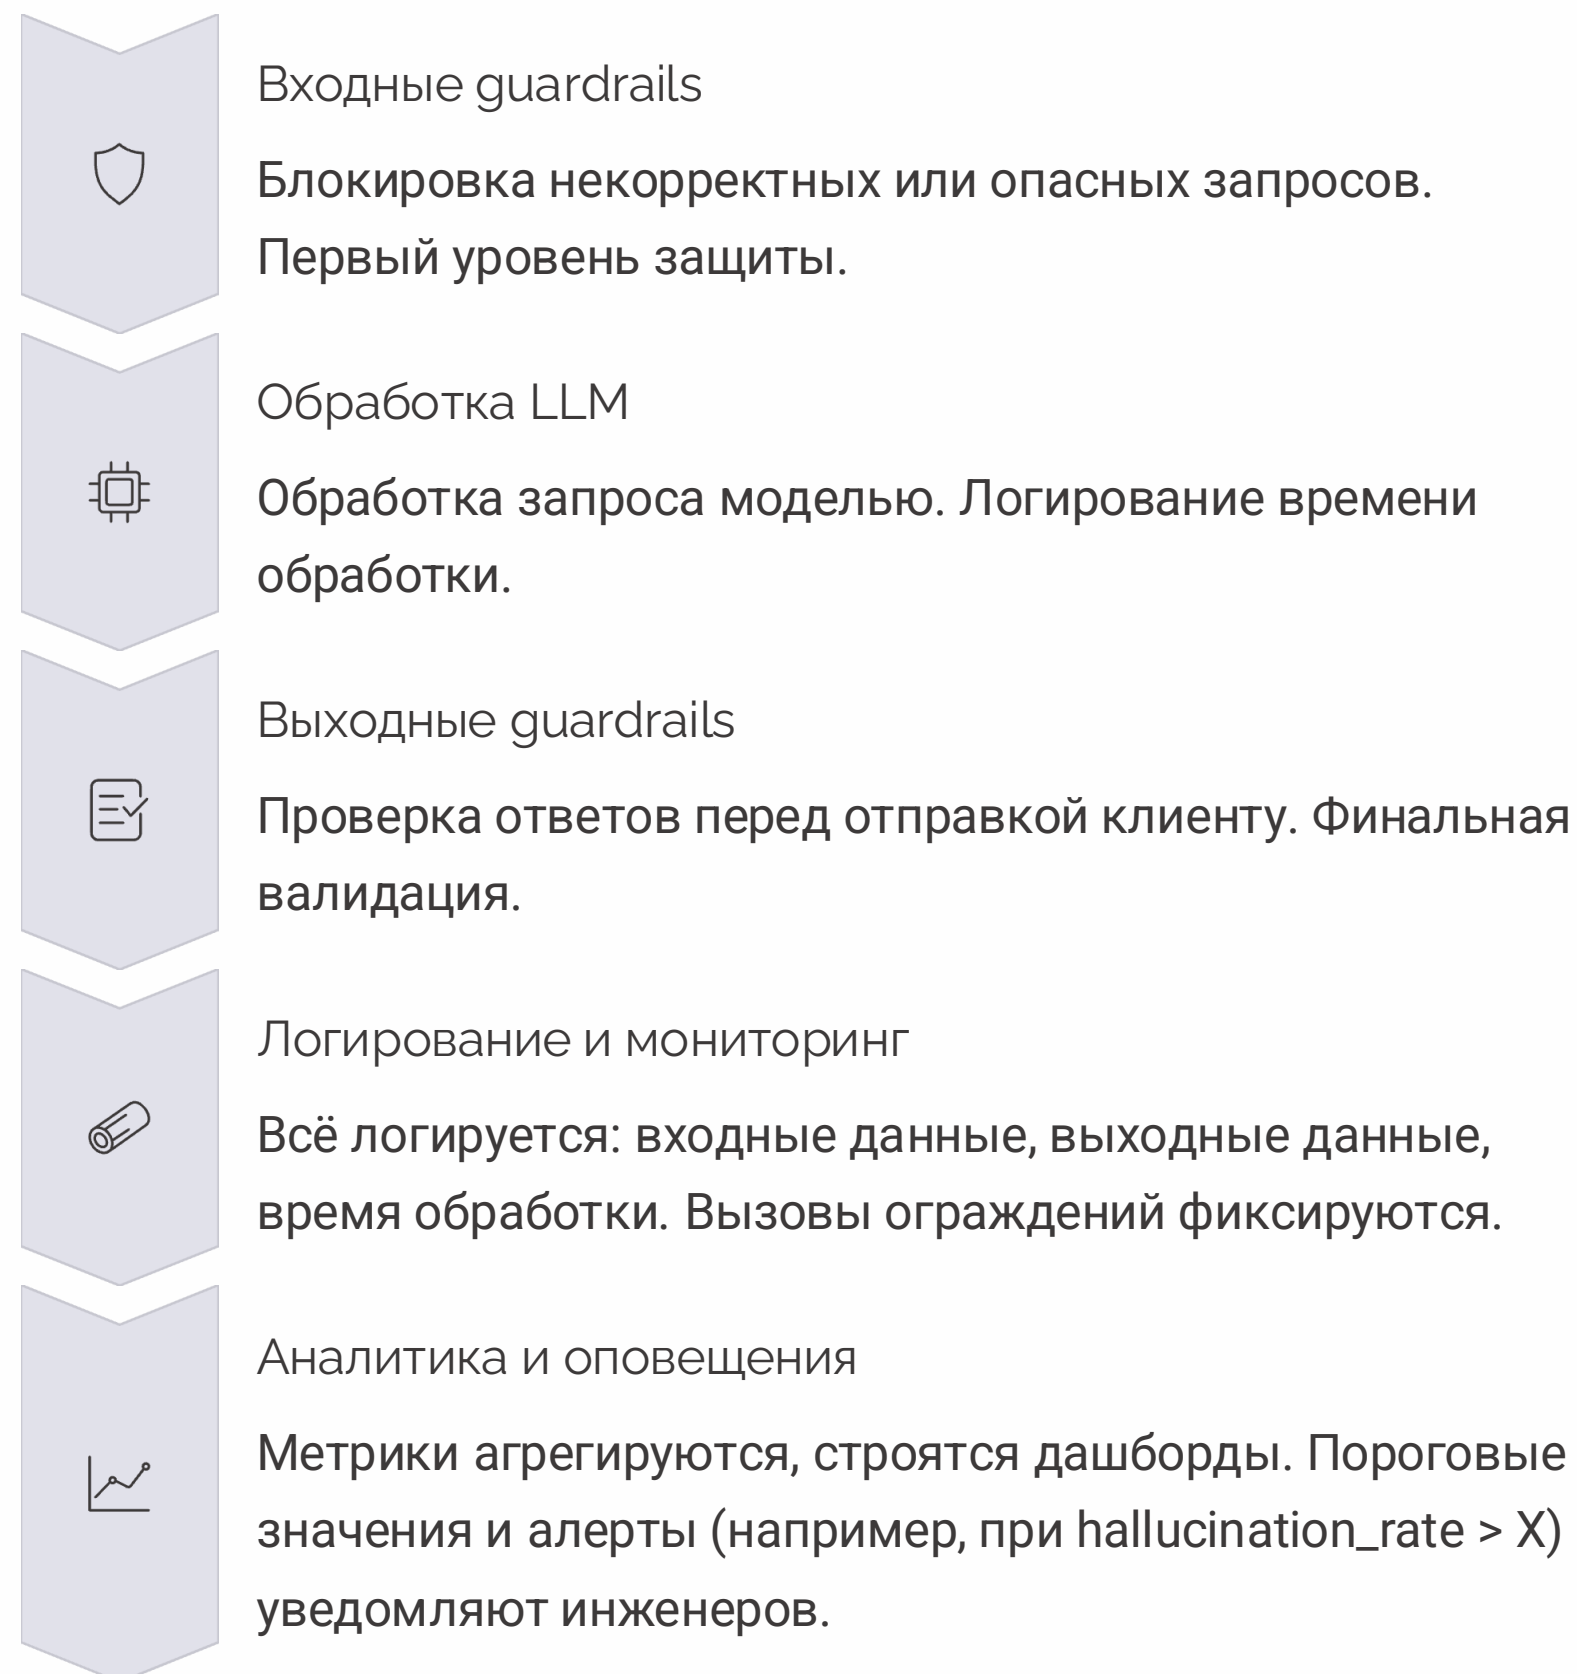 Входные guardrails
Блокировка некорректных или опасных запросов.
Первый уровень защиты.
Обработка LLM
Обработка запроса моделью. Логирование времени
обработки.
Выходные guardrails
Проверка ответов перед отправкой клиенту. Финальная
валидация.
Логирование и мониторинг
Всё логируется: входные данные, выходные данные,
время обработки. Вызовы ограждений фиксируются.
Аналитика и оповещения
Метрики агрегируются, строятся дашборды. Пороговые
значения и алерты (например, при hallucination_rate > X)
уведомляют инженеров.